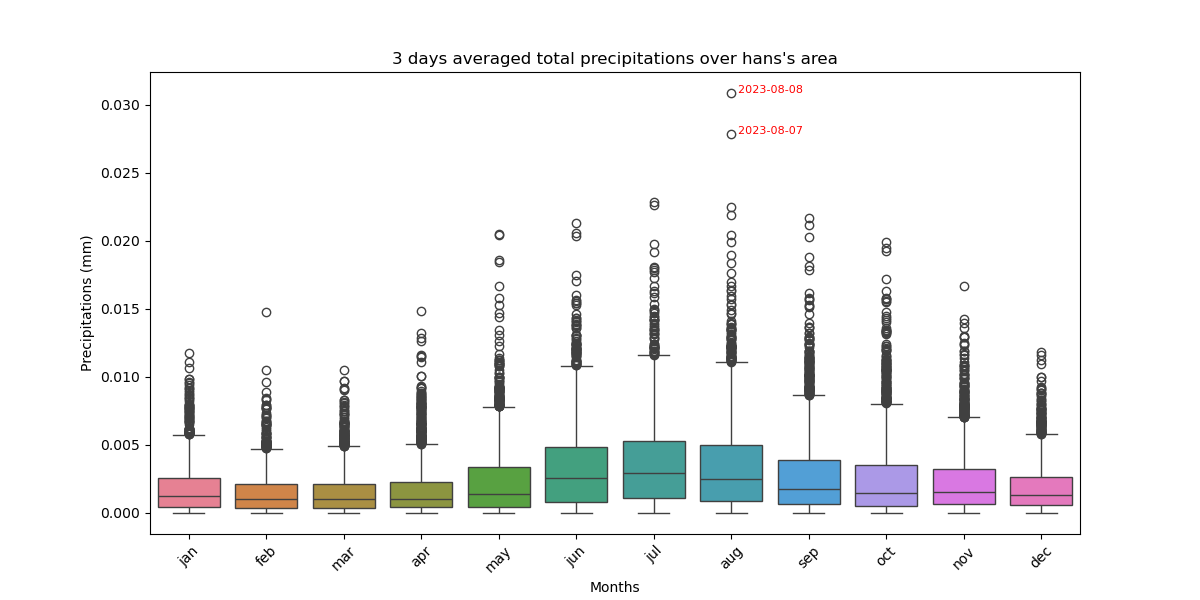 3 days averaged total precipitations over hans's area
0.030
0.025
0.020
0.015
0.010
0.005
0.000
Precipitations (mm)
2023-08-08
2023-08-07
jan
feb
mar
apr
may
jun
jul
aug
sep
oct
nov
dec
Months